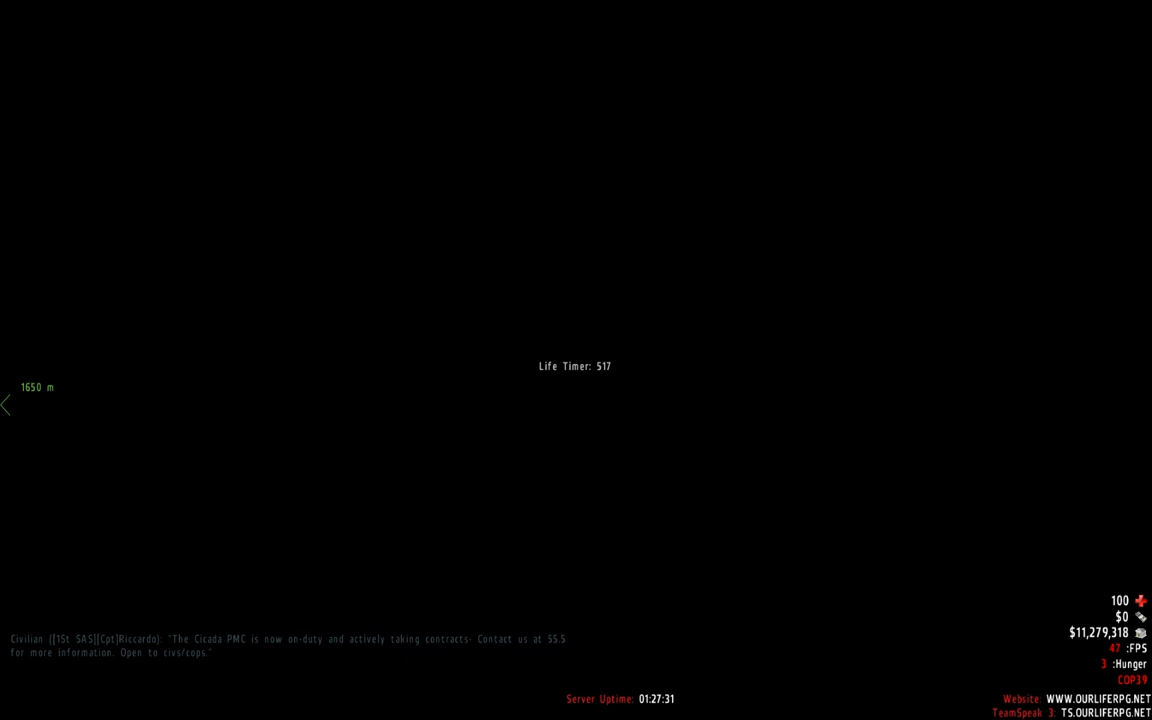 Life Timer: 517
1650 m
100
$0
$11,279,318
47 :FPS
3 :Hunger
COP39
Civilian ([1St SAS][Cpt]Riccardo): "The Cicada PMC is now on-duty and actively taking contracts- Contact us at 55.5
for more information. Open to civs/cops."
Server Uptime: 01:27:31
Website: WWW.OURLIFERPG.NET
TeamSpeak 3: TS.OURLIFERPG.NET